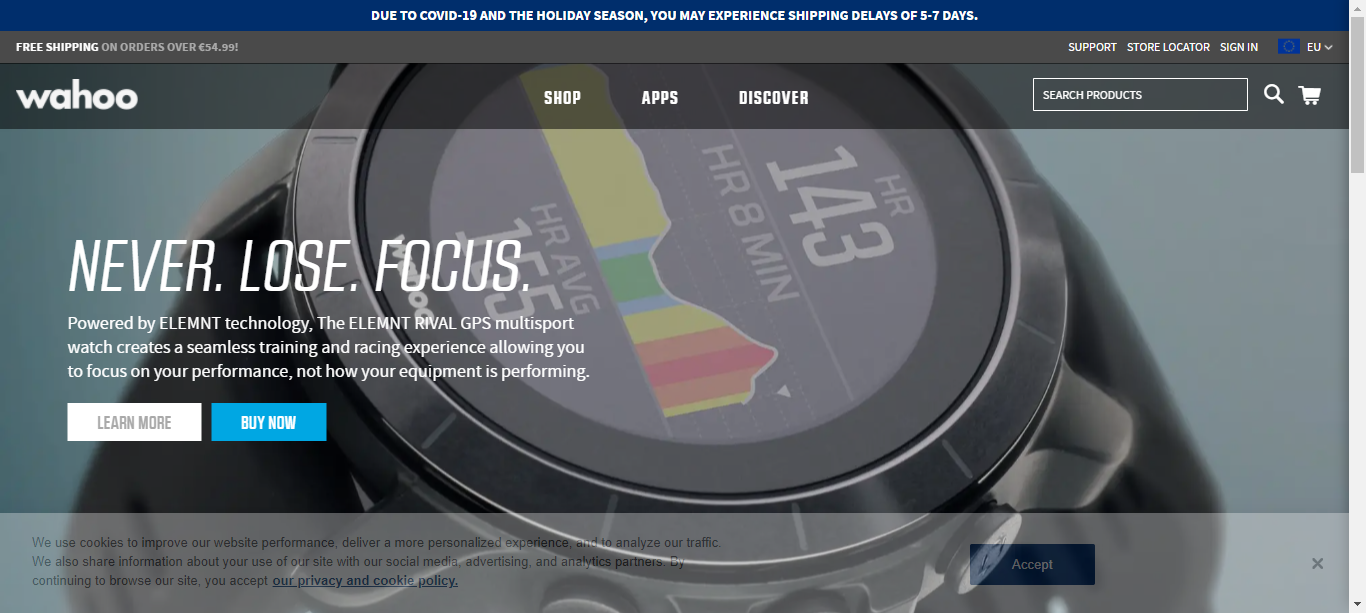 DUE TO COVID-19 AND THE HOLIDAY SEASON, YOU MAY EXPERIENCE SHIPPING DELAYS OF 5-7 DAYS.
FREE SHIPPING ON ORDERS OVER €54.99!
SUPPORT STORE LOCATOR SIGN IN EU
wahoo
SHOP APPS DISCOVER
SEARCH PRODUCTS
HR
143
HR 8 MIN
HR AVG
155
wahoo
NEVER. LOSE. FOCUS.
Powered by ELEMNT technology, The ELEMNT RIVAL GPS multisport
watch creates a seamless training and racing experience allowing you
to focus on your performance, not how your equipment is performing.
LEARN MORE BUY NOW
We use cookies to improve our website performance, deliver a more personalized experience, and to analyze our traffic.
We also share information about your use of our site with our social media, advertising, and analytics partners. By
continuing to browse our site, you accept our privacy and cookie policy.
Accept